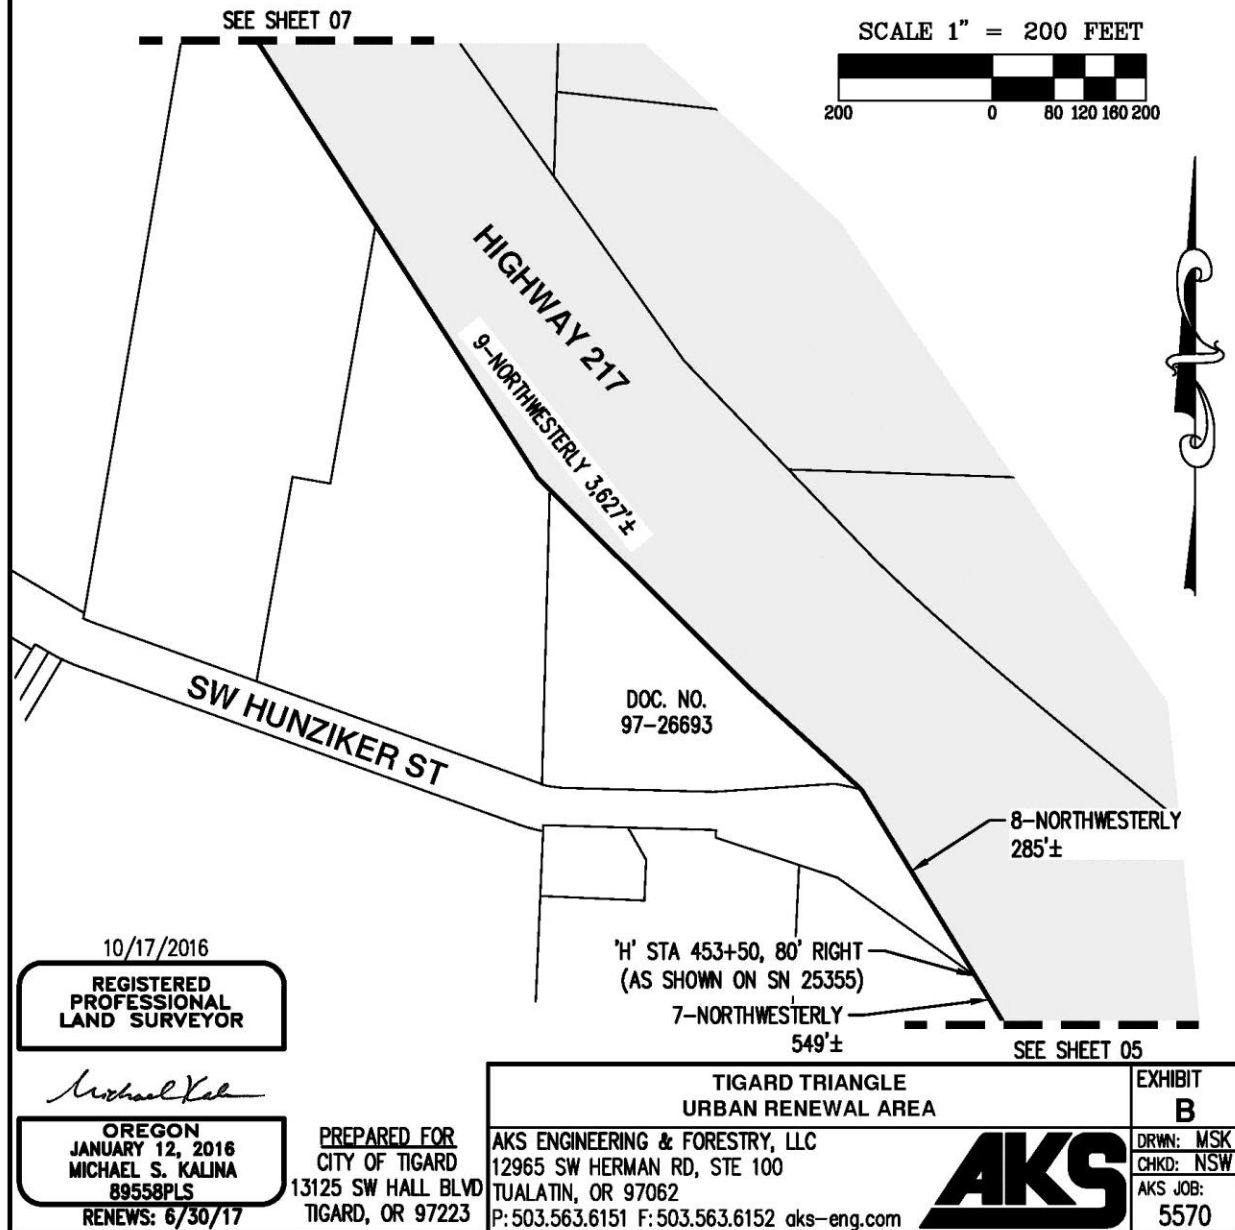 SEE SHEET 07
SCALE 1" = 200 FEET
200 0 80 120 160 200
HIGHWAY 217
9-NORTHWESTERLY 3,627'±
SW HUNZIKER ST
DOC. NO.
97-26693
8-NORTHWESTERLY
285'±
'H' STA 453+50, 80' RIGHT
(AS SHOWN ON SN 25355)
7-NORTHWESTERLY
549'±
SEE SHEET 05
10/17/2016
REGISTERED
PROFESSIONAL
LAND SURVEYOR
Michael Kal
OREGON
JANUARY 12, 2016
MICHAEL S. KALINA
89558PLS
RENEWS: 6/30/17
PREPARED FOR
CITY OF TIGARD
13125 SW HALL BLVD
TIGARD, OR 97223
TIGARD TRIANGLE
URBAN RENEWAL AREA
AKS ENGINEERING & FORESTRY, LLC
12965 SW HERMAN RD, STE 100
TUALATIN, OR 97062
P: 503.563.6151 F: 503.563.6152 aks-eng.com
AKS
EXHIBIT
B
DRWN: MSK
CHKD: NSW
AKS JOB:
5570